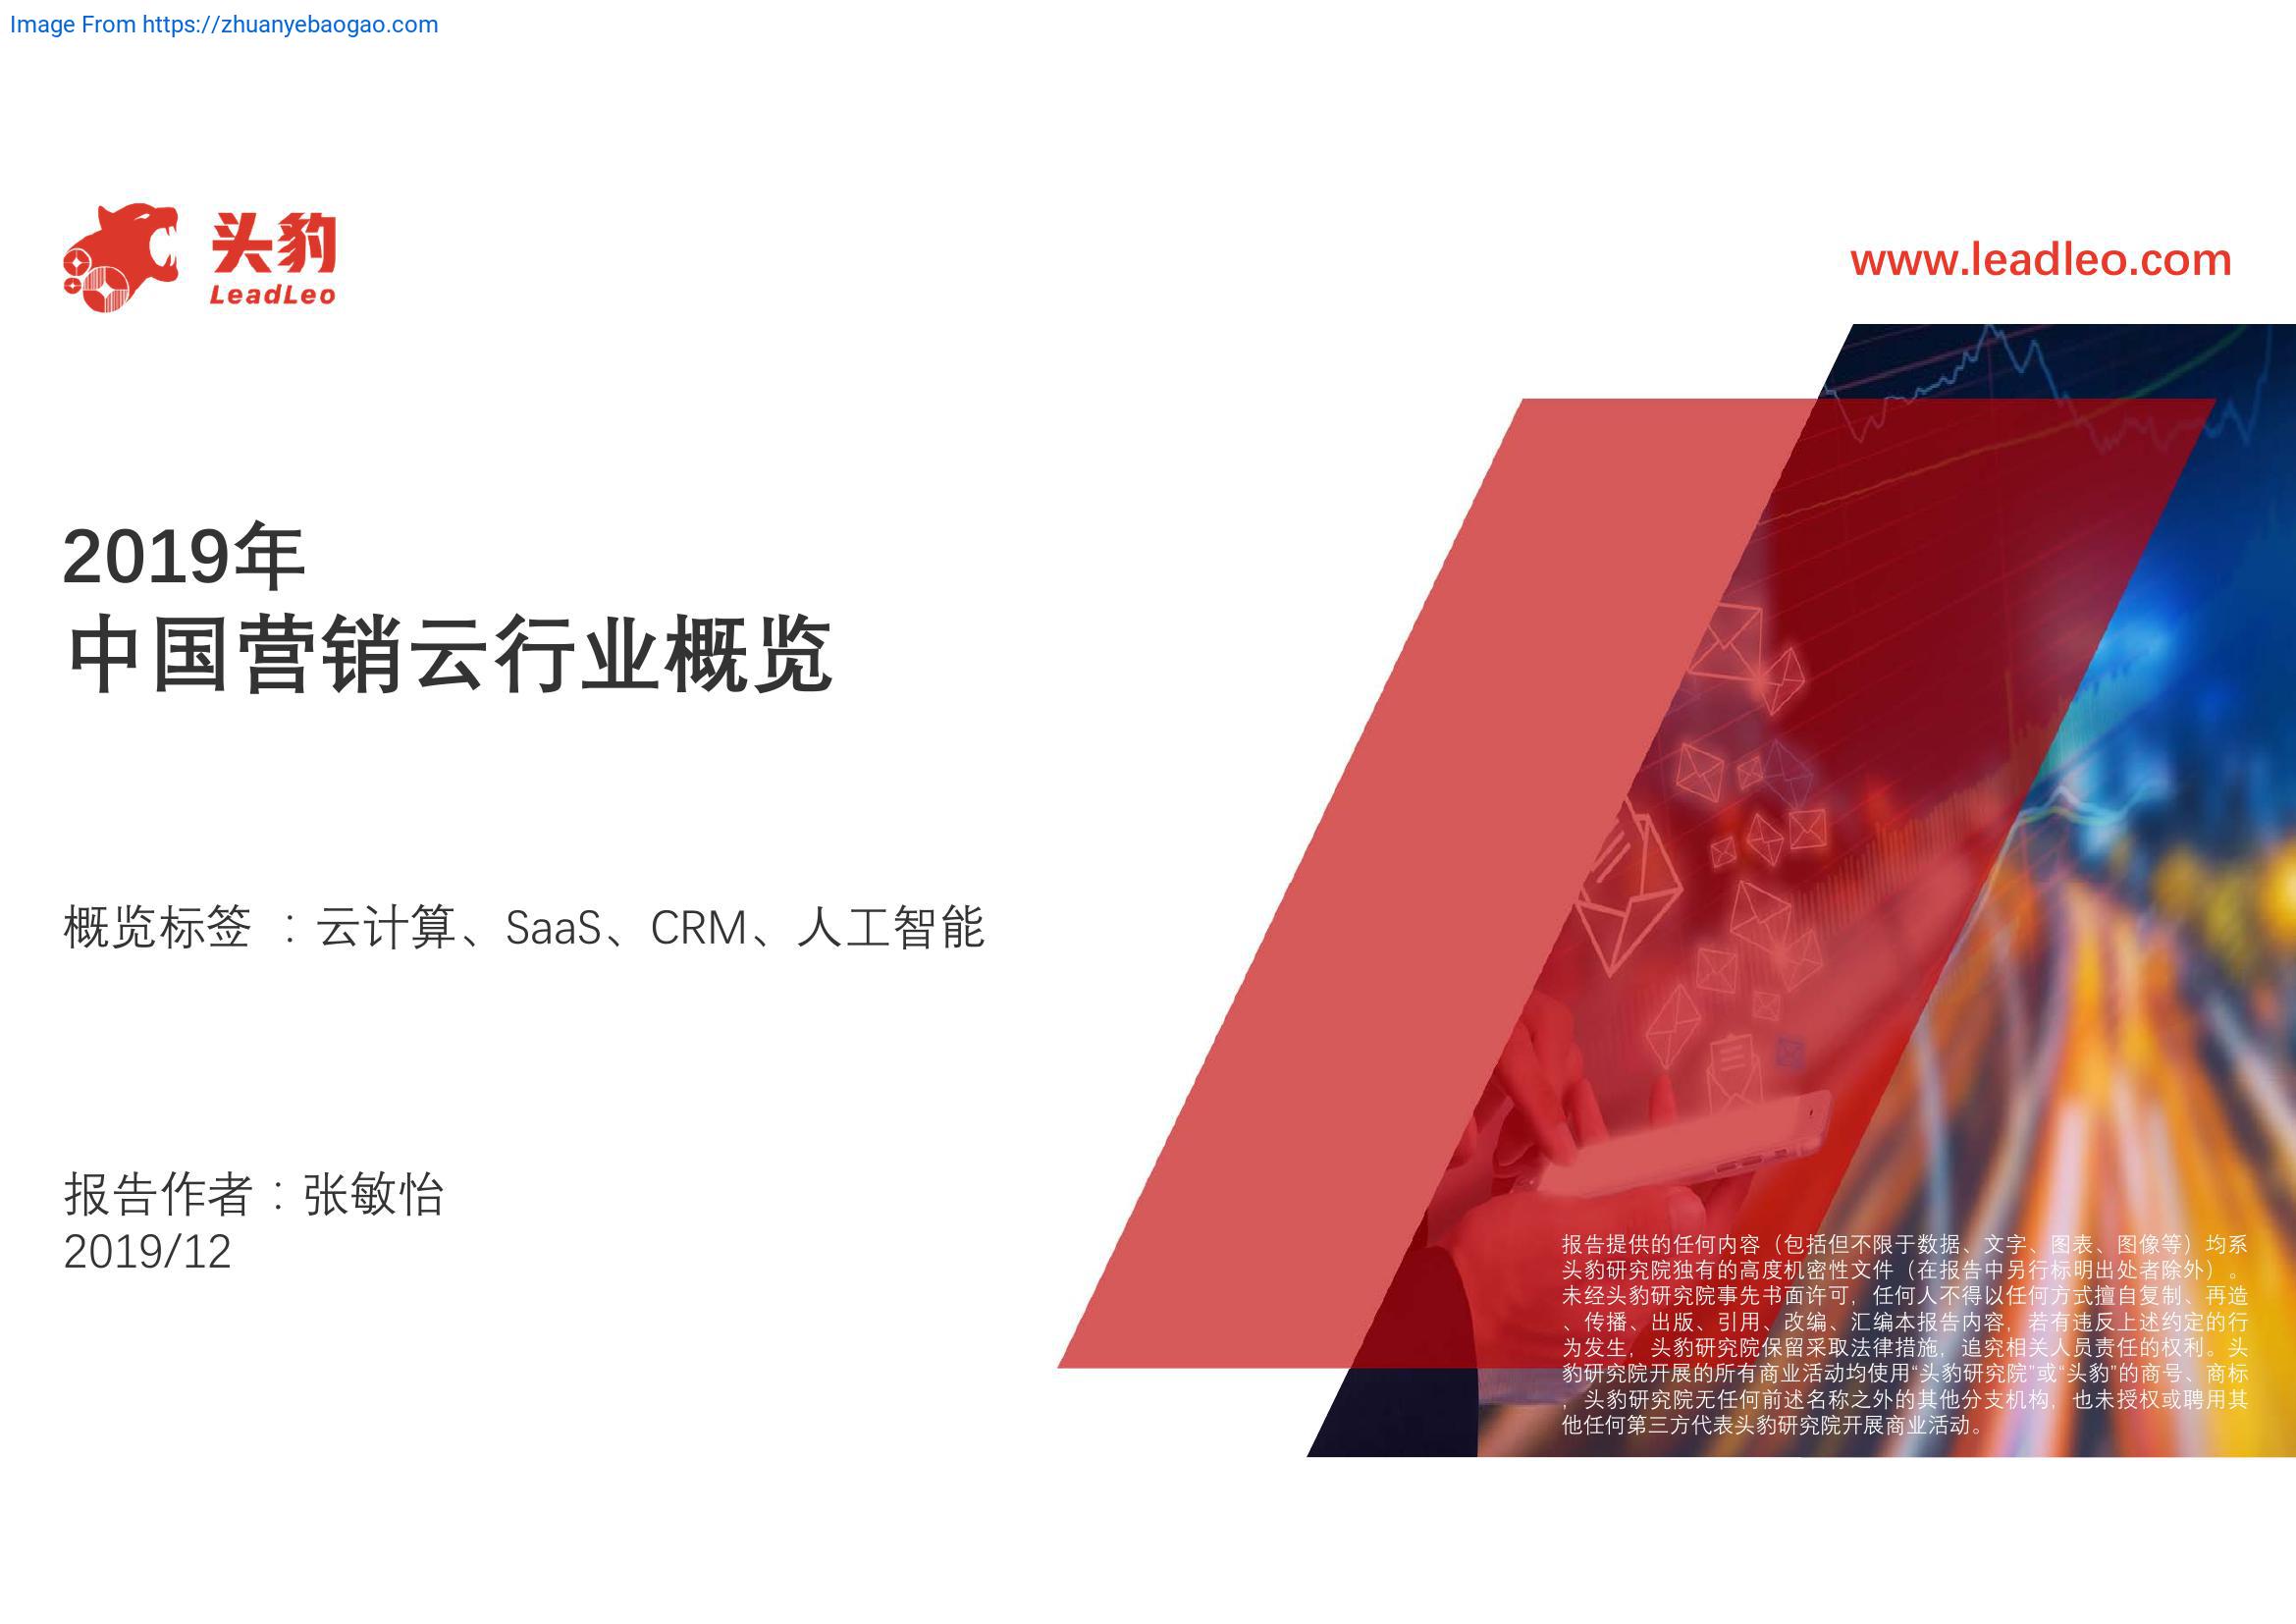 Image From https://zhuanyebaogao.com
头豹
LeadLeo
www.leadleo.com
2019年
中国营销云行业概览
概览标签 ：云计算、SaaS、CRM、人工智能
报告作者：张敏怡
2019/12
报告提供的任何内容（包括但不限于数据、文字、图表、图像等）均系
头豹研究院独有的高度机密性文件（在报告中另行标明出处者除外）。
未经头豹研究院事先书面许可，任何人不得以任何方式擅自复制、再造
、传播、出版、引用、改编、汇编本报告内容，若有违反上述约定的行
为发生，头豹研究院保留采取法律措施，追究相关人员责任的权利。头
豹研究院开展的所有商业活动均使用“头豹研究院”或“头豹”的商号、商标
，头豹研究院无任何前述名称之外的其他分支机构，也未授权或聘用其
他任何第三方代表头豹研究院开展商业活动。